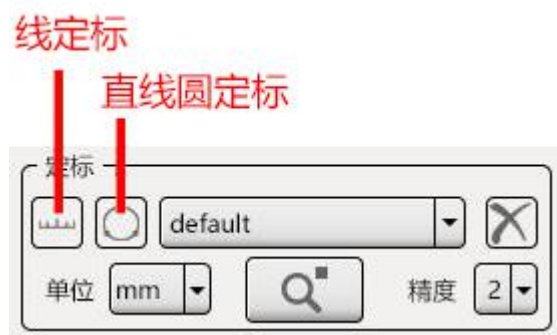 线定标
直线圆定标
定标
default
单位 mm 精度 2